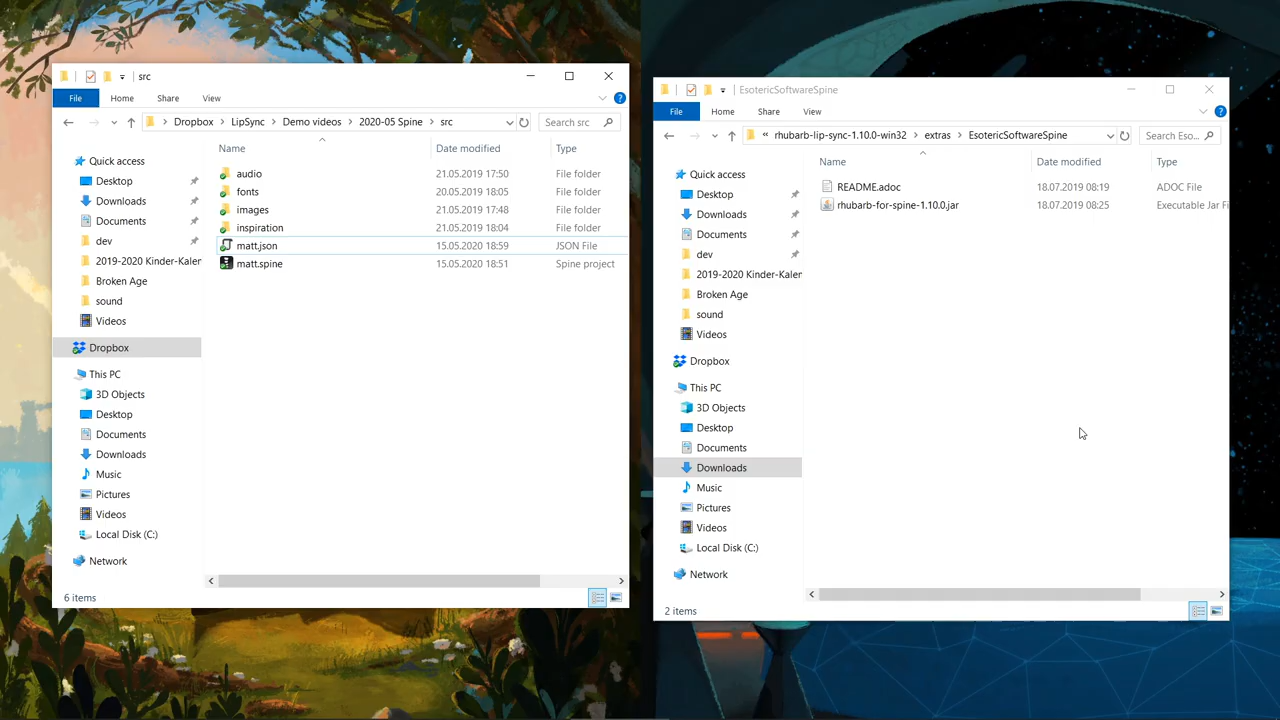 src
File Home Share View
Dropbox LipSync Demo videos 2020-05 Spine src Search src
Name Date modified Type
Quick access
Desktop
Downloads
Documents
dev
2019-2020 Kinder-Kalen
Broken Age
sound
Videos
Dropbox
This PC
3D Objects
Desktop
Documents
Downloads
Music
Pictures
Videos
Local Disk (C:)
Network
audio 21.05.2019 17:50 File folder
fonts 20.05.2019 18:05 File folder
images 21.05.2019 17:48 File folder
inspiration 21.05.2019 18:04 File folder
matt.json 15.05.2020 18:59 JSON File
matt.spine 15.05.2020 18:51 Spine project
6 items
EsotericSoftwareSpine
File Home Share View
« rhubarb-lip-sync-1.10.0-win32 extras EsotericSoftwareSpine Search Eso...
Name Date modified Type
Quick access
Desktop
Downloads
Documents
dev
2019-2020 Kinder-Kalen
Broken Age
sound
Videos
Dropbox
This PC
3D Objects
Desktop
Documents
Downloads
Music
Pictures
Videos
Local Disk (C:)
Network
README.adoc 18.07.2019 08:19 ADOC File
rhubarb-for-spine-1.10.0.jar 18.07.2019 08:25 Executable Jar Fi
2 items